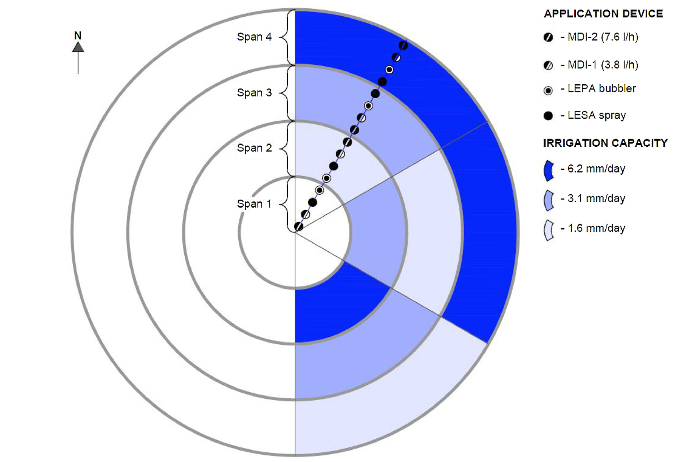 N
Span 4
Span 3
Span 2
Span 1
APPLICATION DEVICE
- MDI-2 (7.6 l/h)
- MDI-1 (3.8 l/h)
- LEPA bubbler
- LESA spray
IRRIGATION CAPACITY
- 6.2 mm/day
- 3.1 mm/day
- 1.6 mm/day